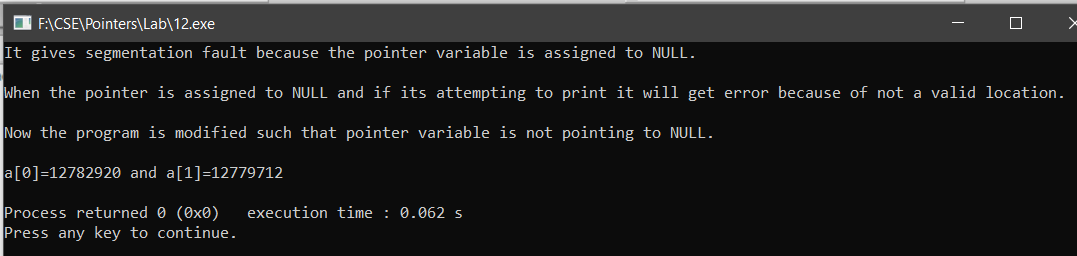 F:\CSE\Pointers\Lab\12.exe
It gives segmentation fault because the pointer variable is assigned to NULL.
When the pointer is assigned to NULL and if its attempting to print it will get error because of not a valid location.
Now the program is modified such that pointer variable is not pointing to NULL.
a[0]=12782920 and a[1]=12779712
Process returned 0 (0x0)   execution time : 0.062 s
Press any key to continue.